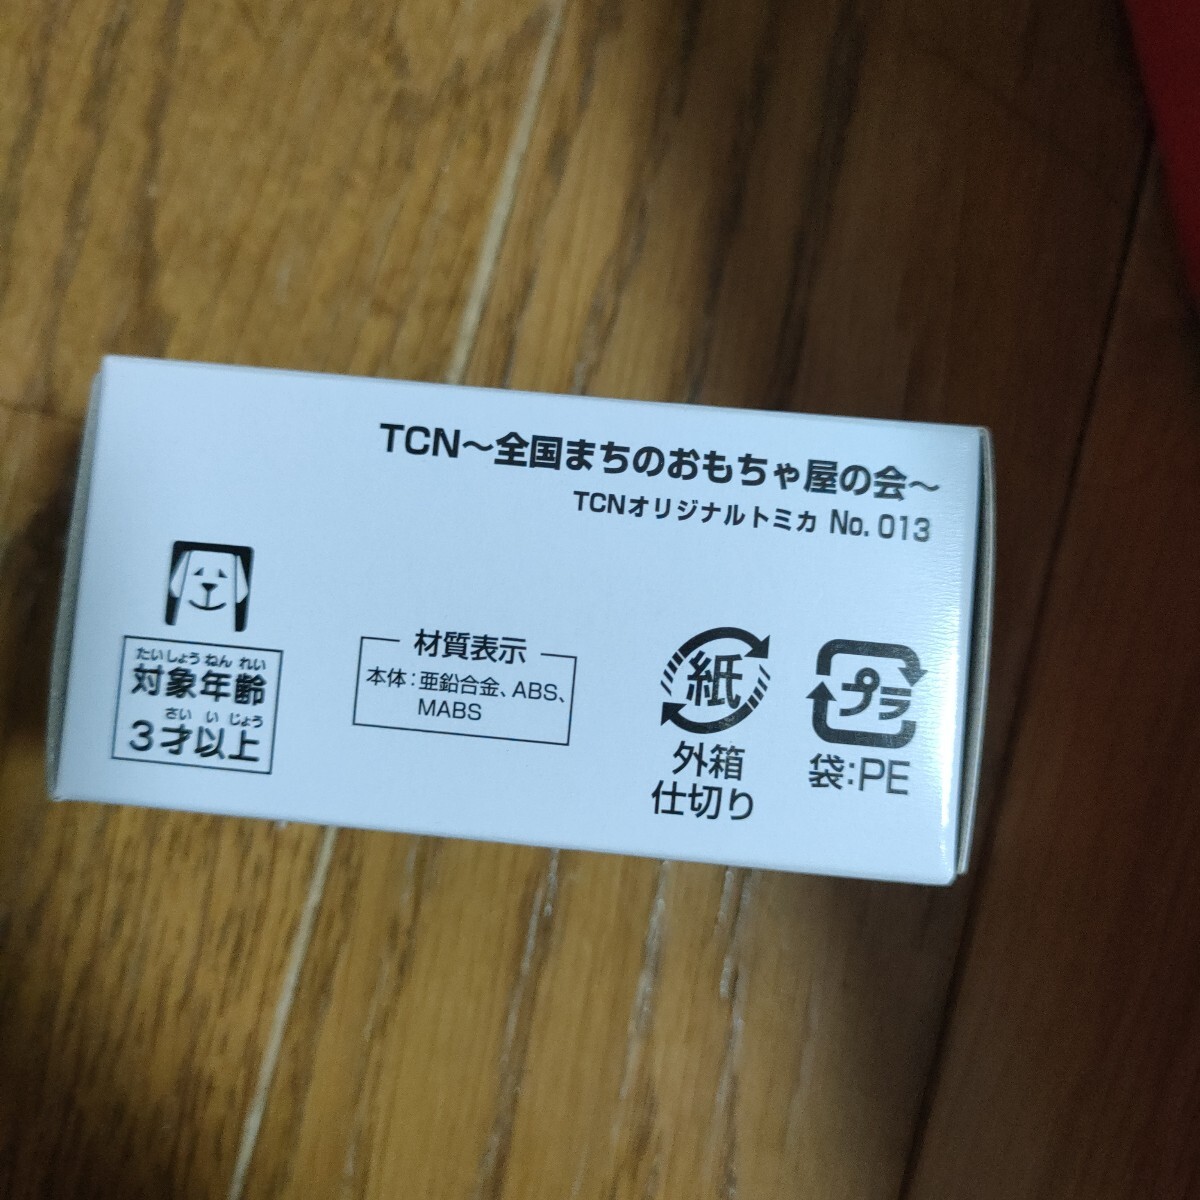 TCN〜全国まちのおもちゃ屋の会〜
TCNオリジナルトミカ No. 013
たいしょうねんれい
対象年齢
さいいじょう
3才以上
材質表示
本体：亜鉛合金、ABS、
MABS
紙
外箱
仕切り
プラ
袋：PE